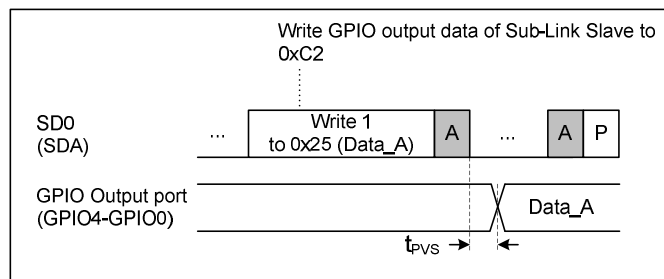 Write GPIO output data of Sub-Link Slave to
0xC2
SD0
(SDA)
...
Write 1
to 0x25 (Data_A)
A
...
A
P
GPIO Output port
(GPIO4-GPIO0)
Data_A
tPVS